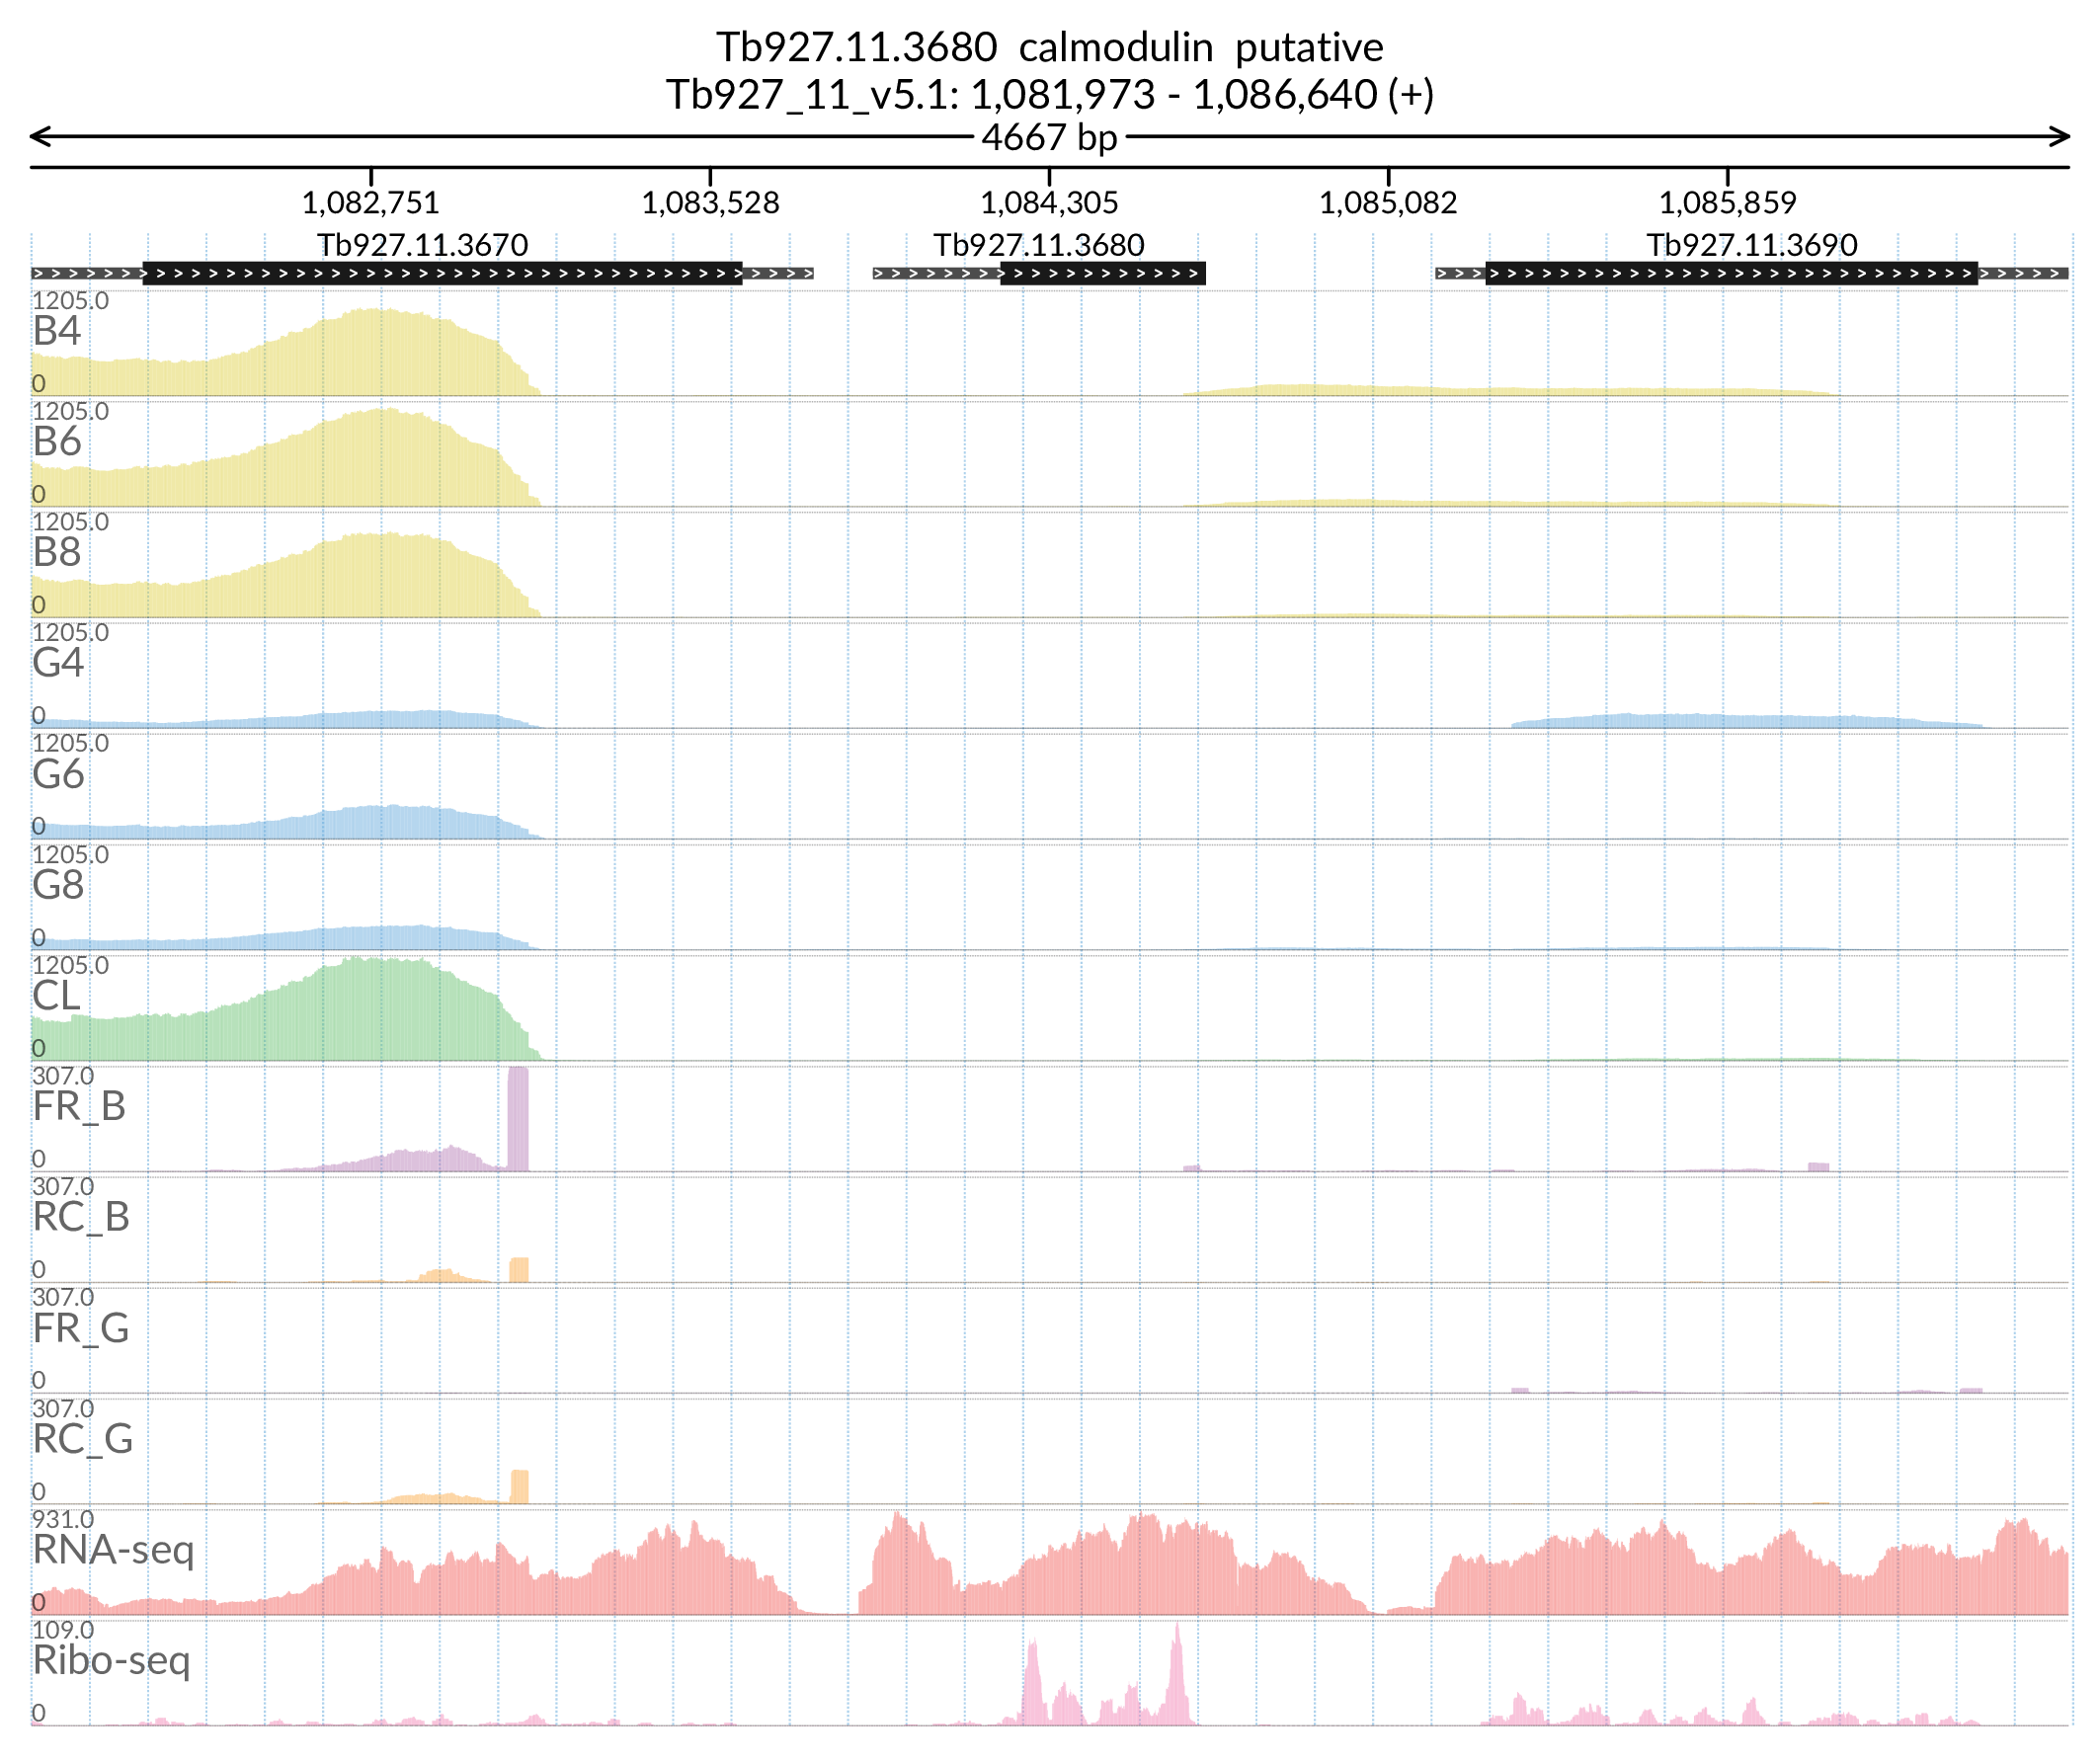 Tb927.11.3680 calmodulin putative
Tb927_11_v5.1: 1,081,973 - 1,086,640 (+)
4667 bp
1,082,751 1,083,528 1,084,305 1,085,082 1,085,859
Tb927.11.3670 Tb927.11.3680 Tb927.11.3690
1205.0
B4
0
1205.0
B6
0
1205.0
B8
0
1205.0
G4
0
1205.0
G6
0
1205.0
G8
0
1205.0
CL
0
307.0
FR_B
0
307.0
RC_B
0
307.0
FR_G
0
307.0
RC_G
0
931.0
RNA-seq
0
109.0
Ribo-seq
0